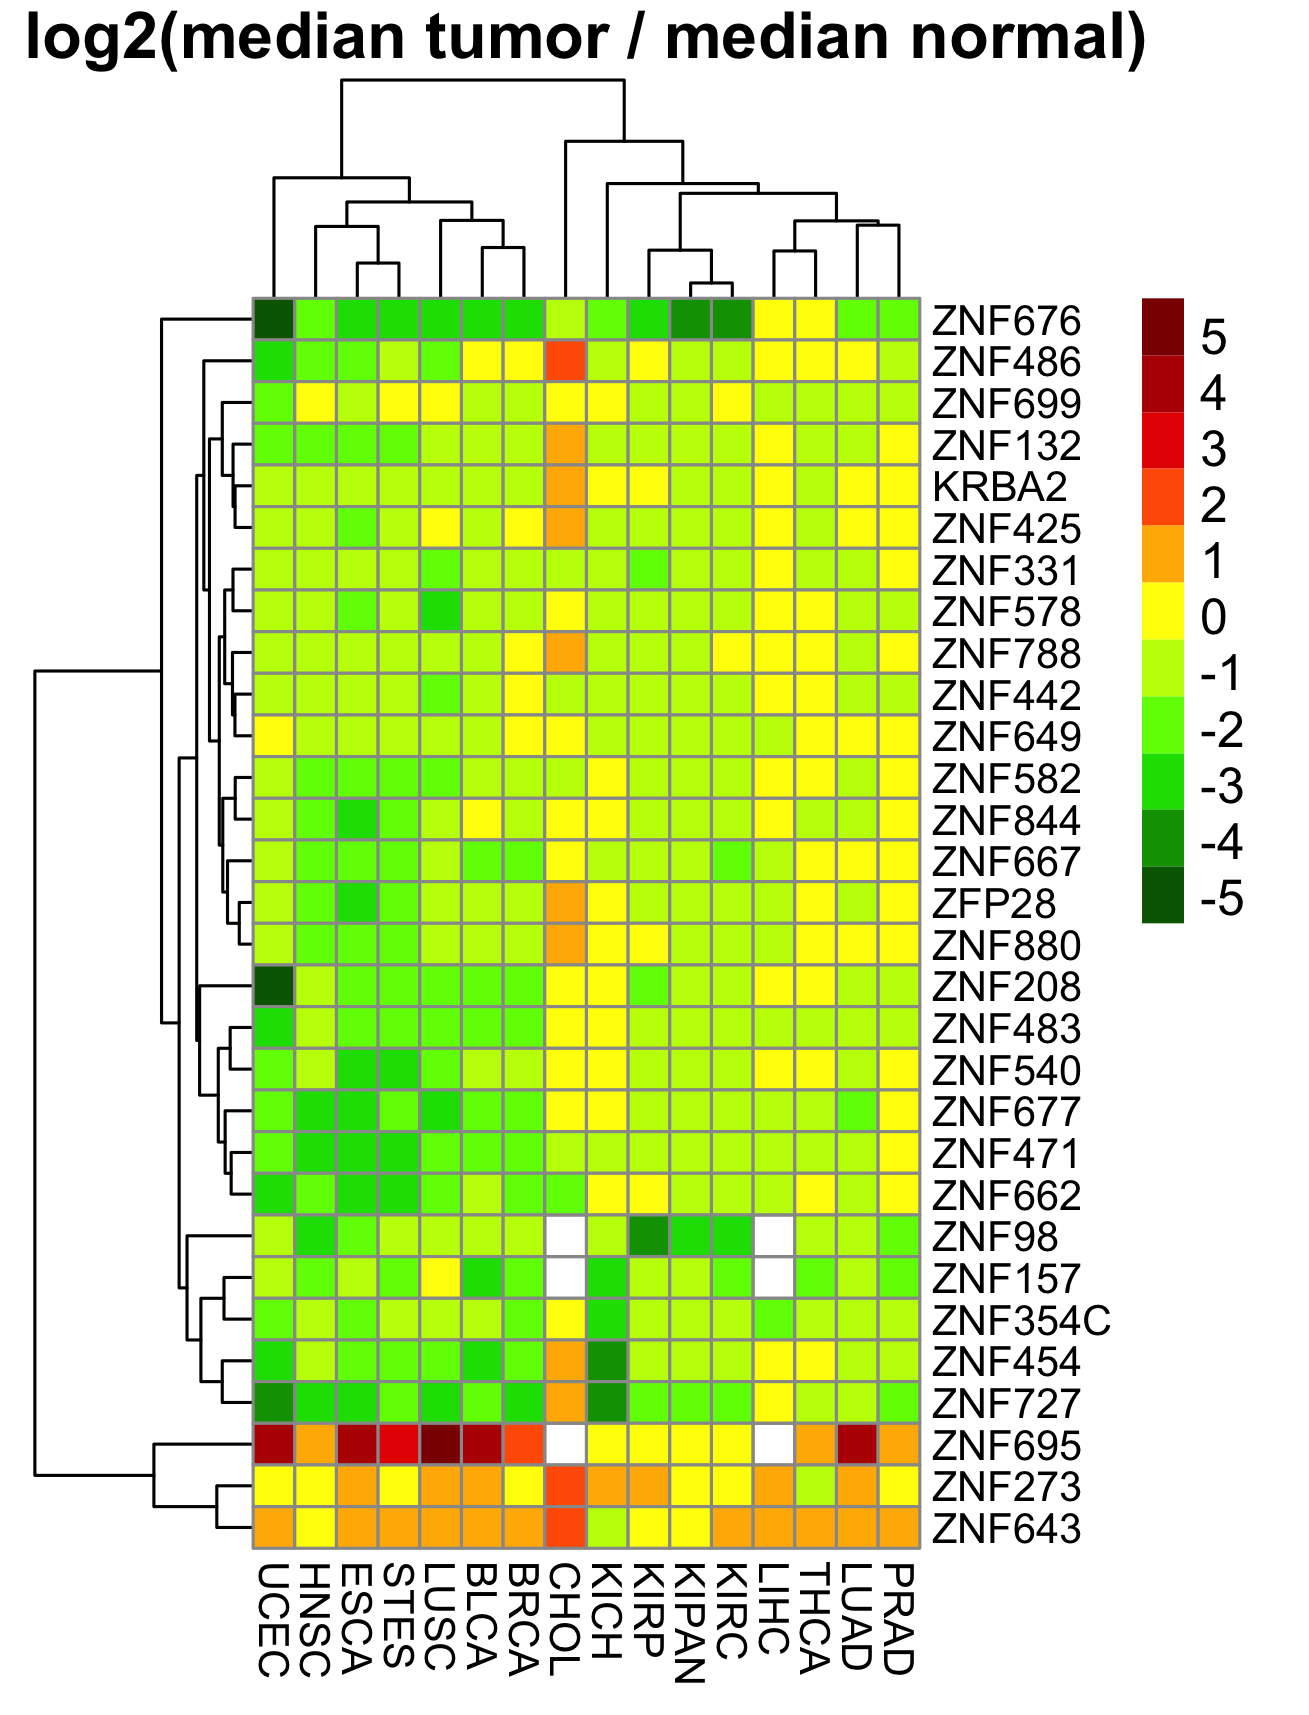 log2(median tumor / median normal)
ZNF676
ZNF486
ZNF699
ZNF132
KRBA2
ZNF425
ZNF331
ZNF578
ZNF788
ZNF442
ZNF649
ZNF582
ZNF844
ZNF667
ZFP28
ZNF880
ZNF208
ZNF483
ZNF540
ZNF677
ZNF471
ZNF662
ZNF98
ZNF157
ZNF354C
ZNF454
ZNF727
ZNF695
ZNF273
ZNF643
5
4
3
2
1
0
-1
-2
-3
-4
-5
UCEC
HNSC
ESCA
STES
LUSC
BLCA
BRCA
CHOL
KICH
KIRP
KIPAN
KIRC
LIHC
THCA
LUAD
PRAD